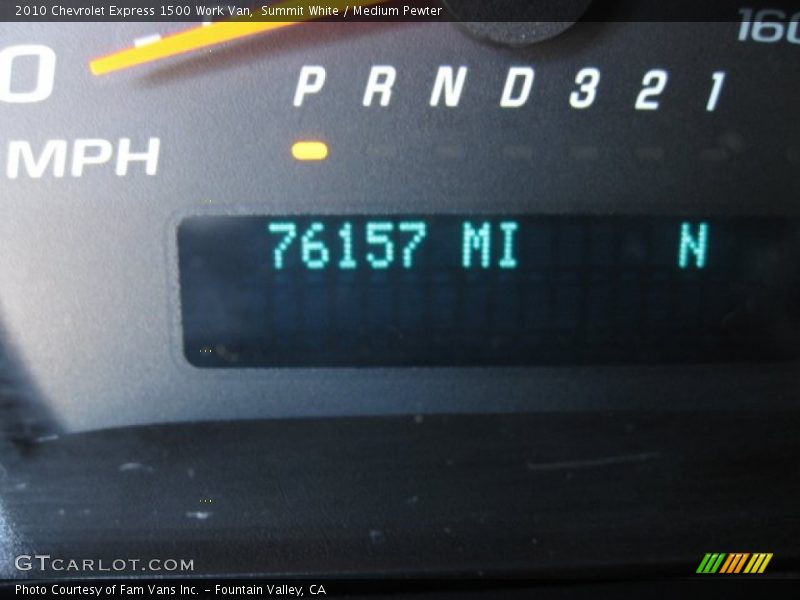 2010 Chevrolet Express 1500 Work Van, Summit White / Medium Pewter
160
0
P R N D 3 2 1
MPH
76157 MI N
GTCARLOT.COM
Photo Courtesy of Fam Vans Inc. - Fountain Valley, CA